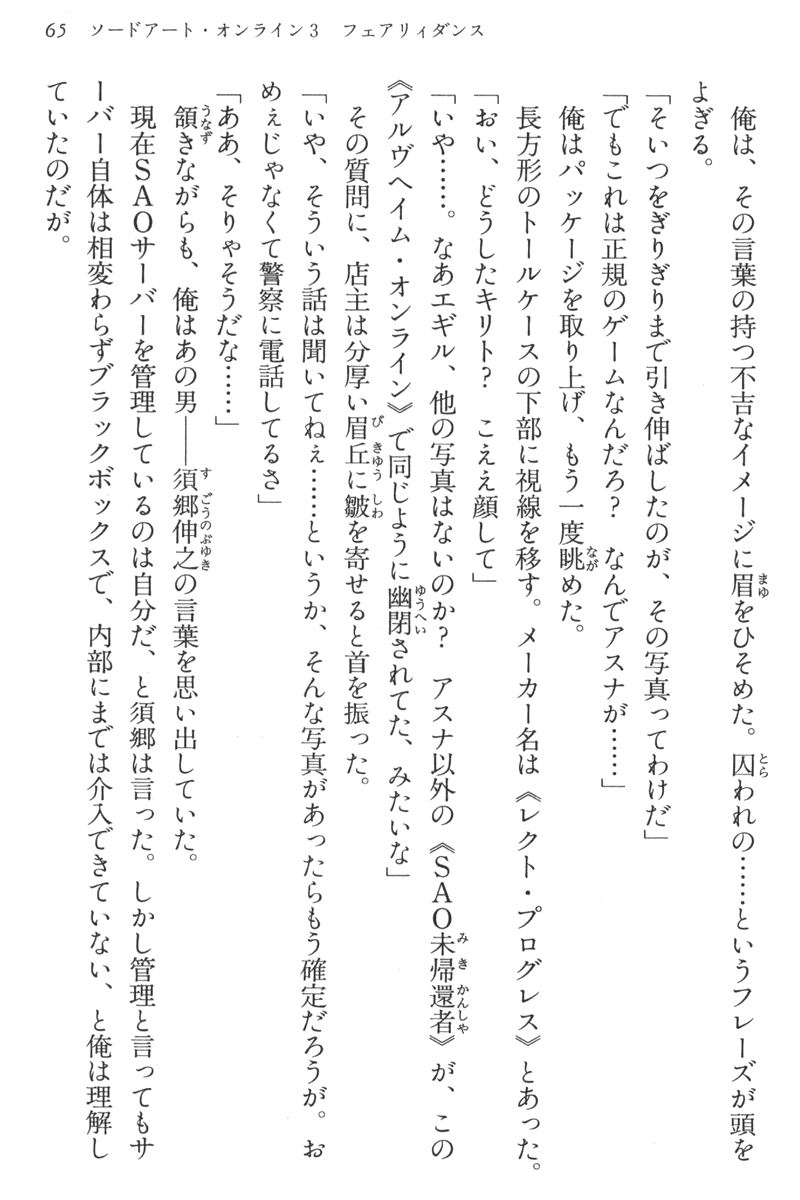 65 ソードアート・オンライン3 フェアリィダンス
　俺は、その言葉の持つ不吉なイメージに眉をひそめた。囚われの……というフレーズが頭を
よぎる。
「そいつをぎりぎりまで引き伸ばしたのが、その写真ってわけだ」
「でもこれは正規のゲームなんだろ？　なんでアスナが……」
　俺はパッケージを取り上げ、もう一度眺めた。
　長方形のトールケースの下部に視線を移す。メーカー名は《レクト・プログレス》とあった。
「おい、どうしたキリト？　こええ顔して」
「いや……。なあエギル、他の写真はないのか？　アスナ以外の《SAO未帰還者》が、この
《アルヴヘイム・オンライン》で同じように幽閉されてた、みたいな」
　その質問に、店主は分厚い眉丘に皺を寄せると首を振った。
「いや、そういう話は聞いてねぇ……というか、そんな写真があったらもう確定だろうが。お
めぇじゃなくて警察に電話してるさ」
「ああ、そりゃそうだな……」
　頷きながらも、俺はあの男――須郷伸之の言葉を思い出していた。
　現在SAOサーバーを管理しているのは自分だ、と須郷は言った。しかし管理と言ってもサ
ーバー自体は相変わらずブラックボックスで、内部にまでは介入できていない、と俺は理解し
ていたのだが。